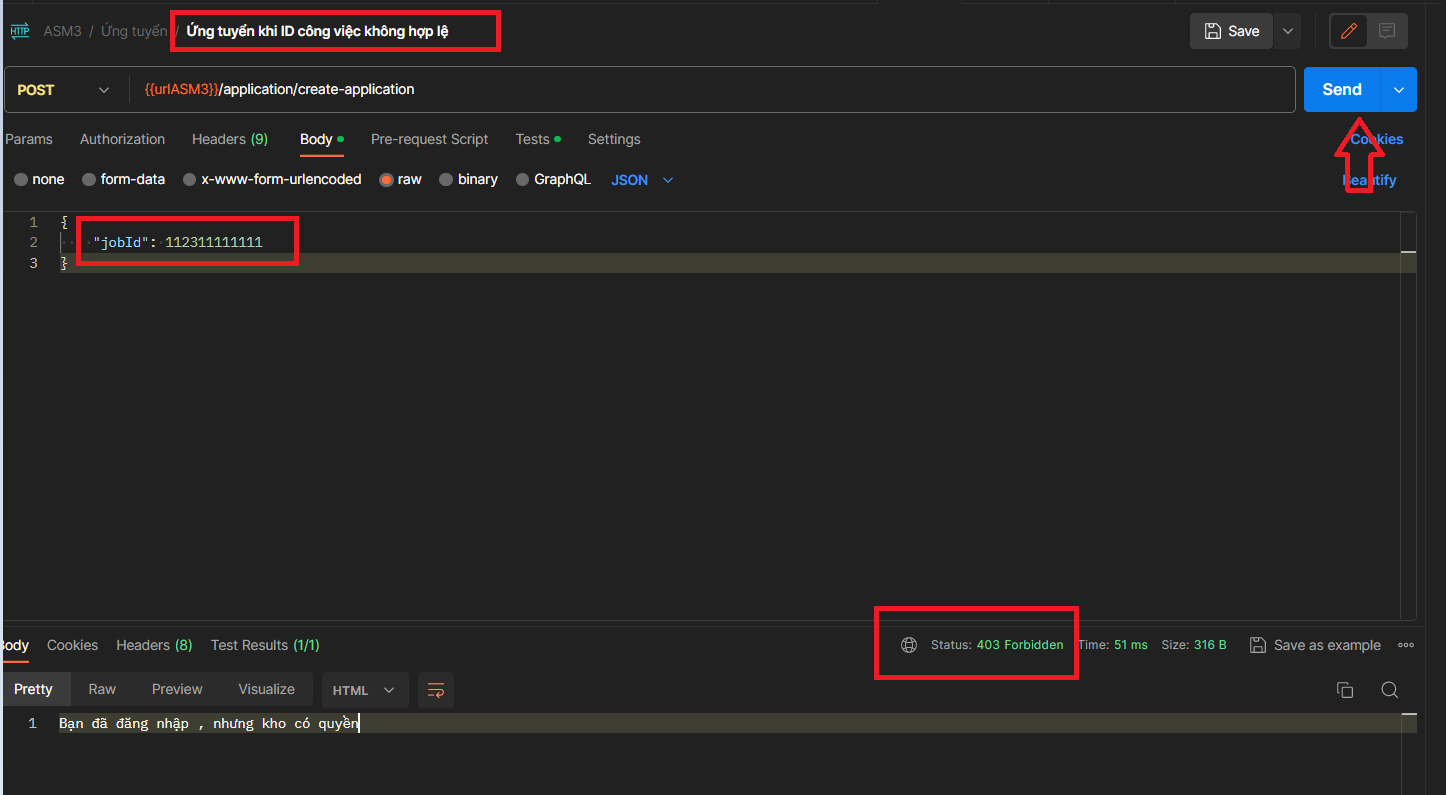 HTTP ASM3 / Ứng tuyển / Ứng tuyển khi ID công việc không hợp lệ Save
POST {{urlASM3}}/application/create-application Send
Params Authorization Headers (9) Body Pre-request Script Tests Settings Cookies
none form-data x-www-form-urlencoded raw binary GraphQL JSON Beautify
1 {
2 "jobId": 112311111111
3 }
Body Cookies Headers (8) Test Results (1/1) Status: 403 Forbidden Time: 51 ms Size: 316 B Save as example
Pretty Raw Preview Visualize HTML
1 Bạn đã đăng nhập , nhưng kho có quyền